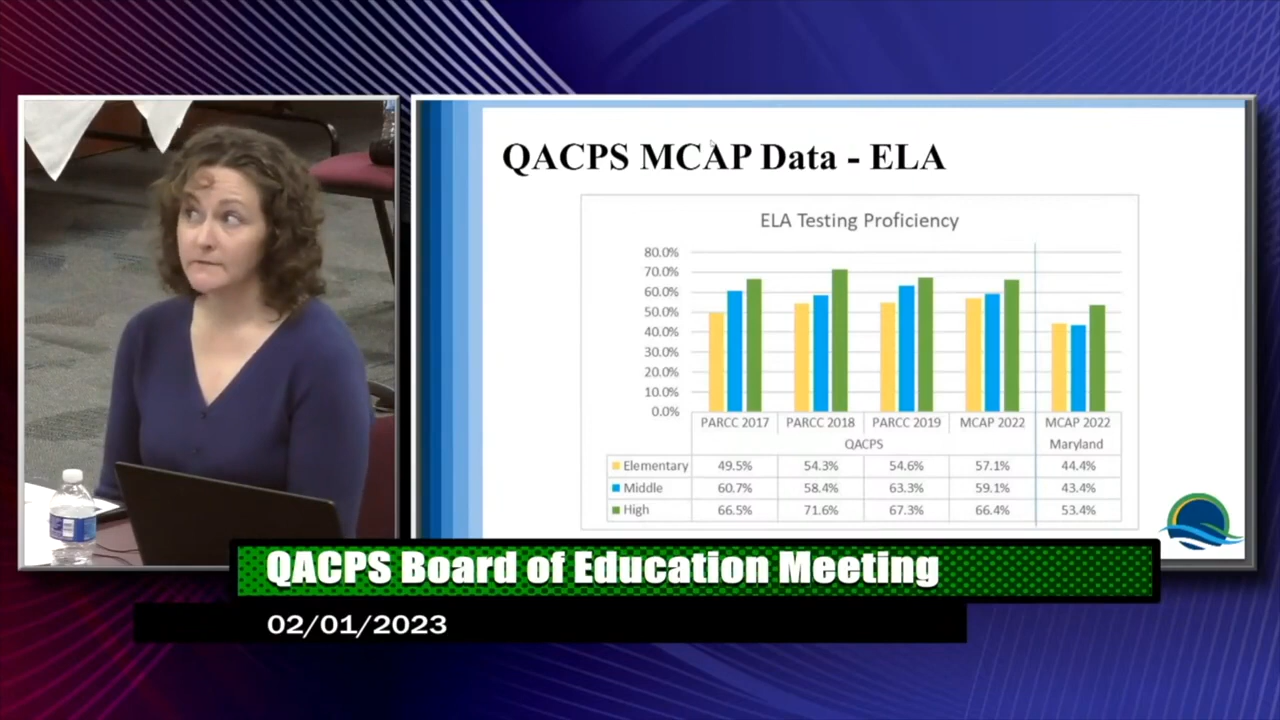 QACPS MCAP Data - ELA
ELA Testing Proficiency
80.0%
70.0%
60.0%
50.0%
40.0%
30.0%
20.0%
10.0%
0.0%
PARCC 2017 PARCC 2018 PARCC 2019 MCAP 2022 MCAP 2022
QACPS Maryland
Elementary 49.5% 54.3% 54.6% 57.1% 44.4%
Middle 60.7% 58.4% 63.3% 59.1% 43.4%
High 66.5% 71.6% 67.3% 66.4% 53.4%
QACPS Board of Education Meeting
02/01/2023